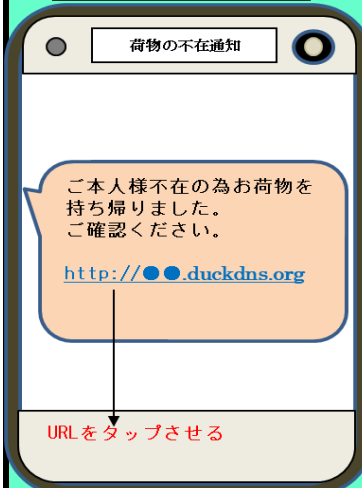 荷物の不在通知
ご本人様不在の為お荷物を
持ち帰りました。
ご確認ください。
http://●●.duckdns.org
URLをタップさせる